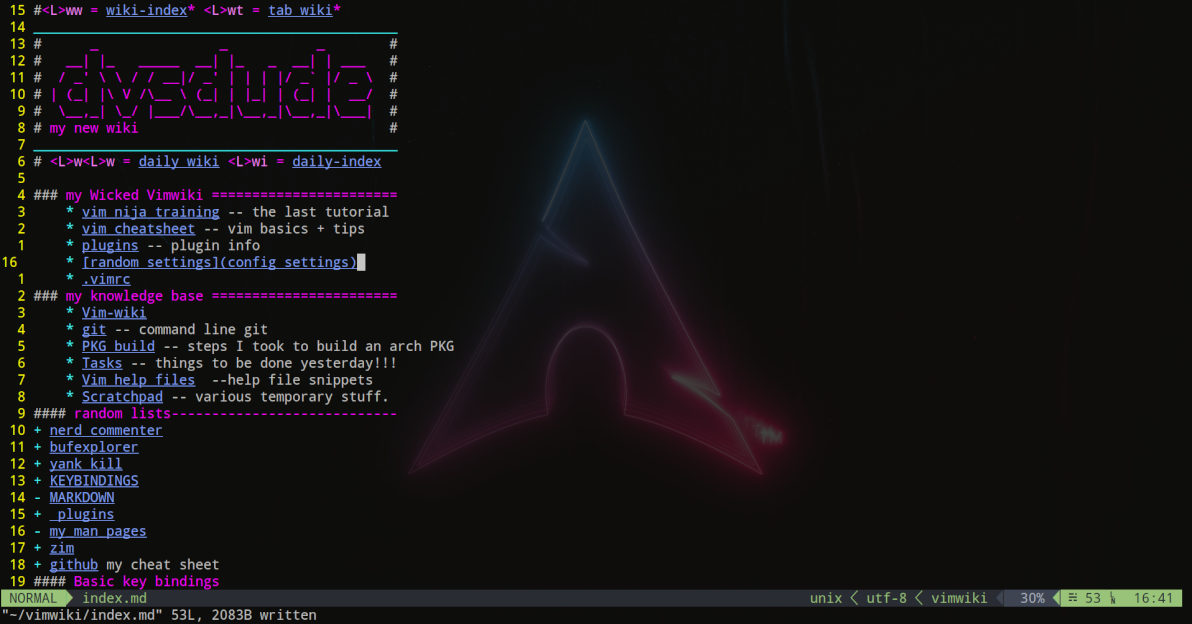 15 #<L>ww = wiki-index* <L>wt = tab wiki*
14
13 #        _               _           _        #
12 #     __| |_   _____  __| |_   _  __| | ___   #
11 #    / _` \ \ / / __|/ _` | | | |/ _` |/ _ \  #
10 # | (_| |\ V /\__ \ (_| | |_| | (_| |  __/  #
9 #  \__,_| \_/ |___/\__,_|\__,_|\__,_|\___|  #
8 # my new wiki #
7
6 # <L>w<L>w = daily wiki <L>wi = daily-index
5
4 ### my Wicked Vimwiki =======================
3 * vim nija training -- the last tutorial
2 * vim cheatsheet -- vim basics + tips
1 * plugins -- plugin info
16 * [random settings](config settings)
1 * .vimrc
2 ### my knowledge base =======================
3 * Vim-wiki
4 * git -- command line git
5 * PKG build -- steps I took to build an arch PKG
6 * Tasks -- things to be done yesterday!!!
7 * Vim help files --help file snippets
8 * Scratchpad -- various temporary stuff.
9 #### random lists----------------------------
10 + nerd commenter
11 + bufexplorer
12 + yank kill
13 + KEYBINDINGS
14 - MARKDOWN
15 + _plugins
16 - my man pages
17 + zim
18 + github my cheat sheet
19 #### Basic key bindings
NORMAL index.md unix < utf-8 < vimwiki 30% ☴ 53 16:41
"~/vimwiki/index.md" 53L, 2083B written